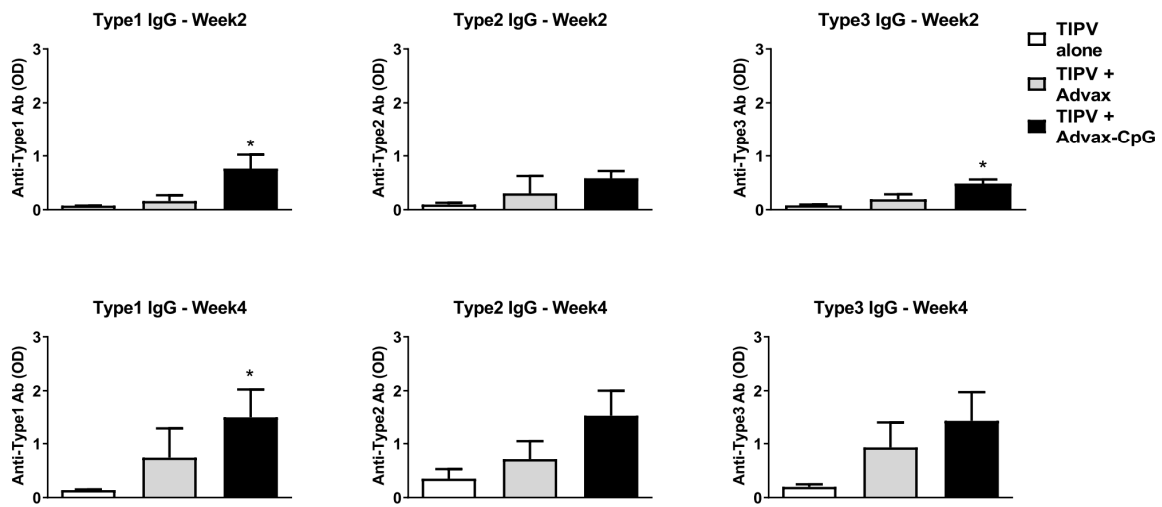 Type1 IgG - Week2
Anti-Type1 Ab (OD)
3
2
1
0
*
Type2 IgG - Week2
Anti-Type2 Ab (OD)
3
2
1
0
Type3 IgG - Week2
Anti-Type3 Ab (OD)
3
2
1
0
*
TIPV
alone
TIPV +
Advax
TIPV +
Advax-CpG
Type1 IgG - Week4
Anti-Type1 Ab (OD)
3
2
1
0
*
Type2 IgG - Week4
Anti-Type2 Ab (OD)
3
2
1
0
Type3 IgG - Week4
Anti-Type3 Ab (OD)
3
2
1
0